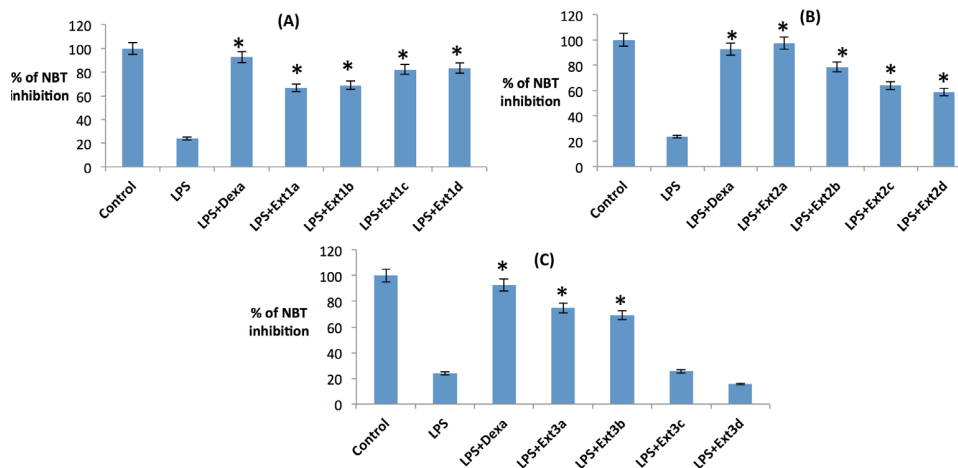 (A)
% of NBT
inhibition
120
100
80
60
40
20
0
*
*
*
*
*
Control
LPS
LPS+Dexa
LPS+Ext1a
LPS+Ext1b
LPS+Ext1c
LPS+Ext1d
(B)
% of NBT
inhibition
120
100
80
60
40
20
0
*
*
*
*
*
Control
LPS
LPS+Dexa
LPS+Ext2a
LPS+Ext2b
LPS+Ext2c
LPS+Ext2d
(C)
% of NBT
inhibition
120
100
80
60
40
20
0
*
*
*
Control
LPS
LPS+Dexa
LPS+Ext3a
LPS+Ext3b
LPS+Ext3c
LPS+Ext3d